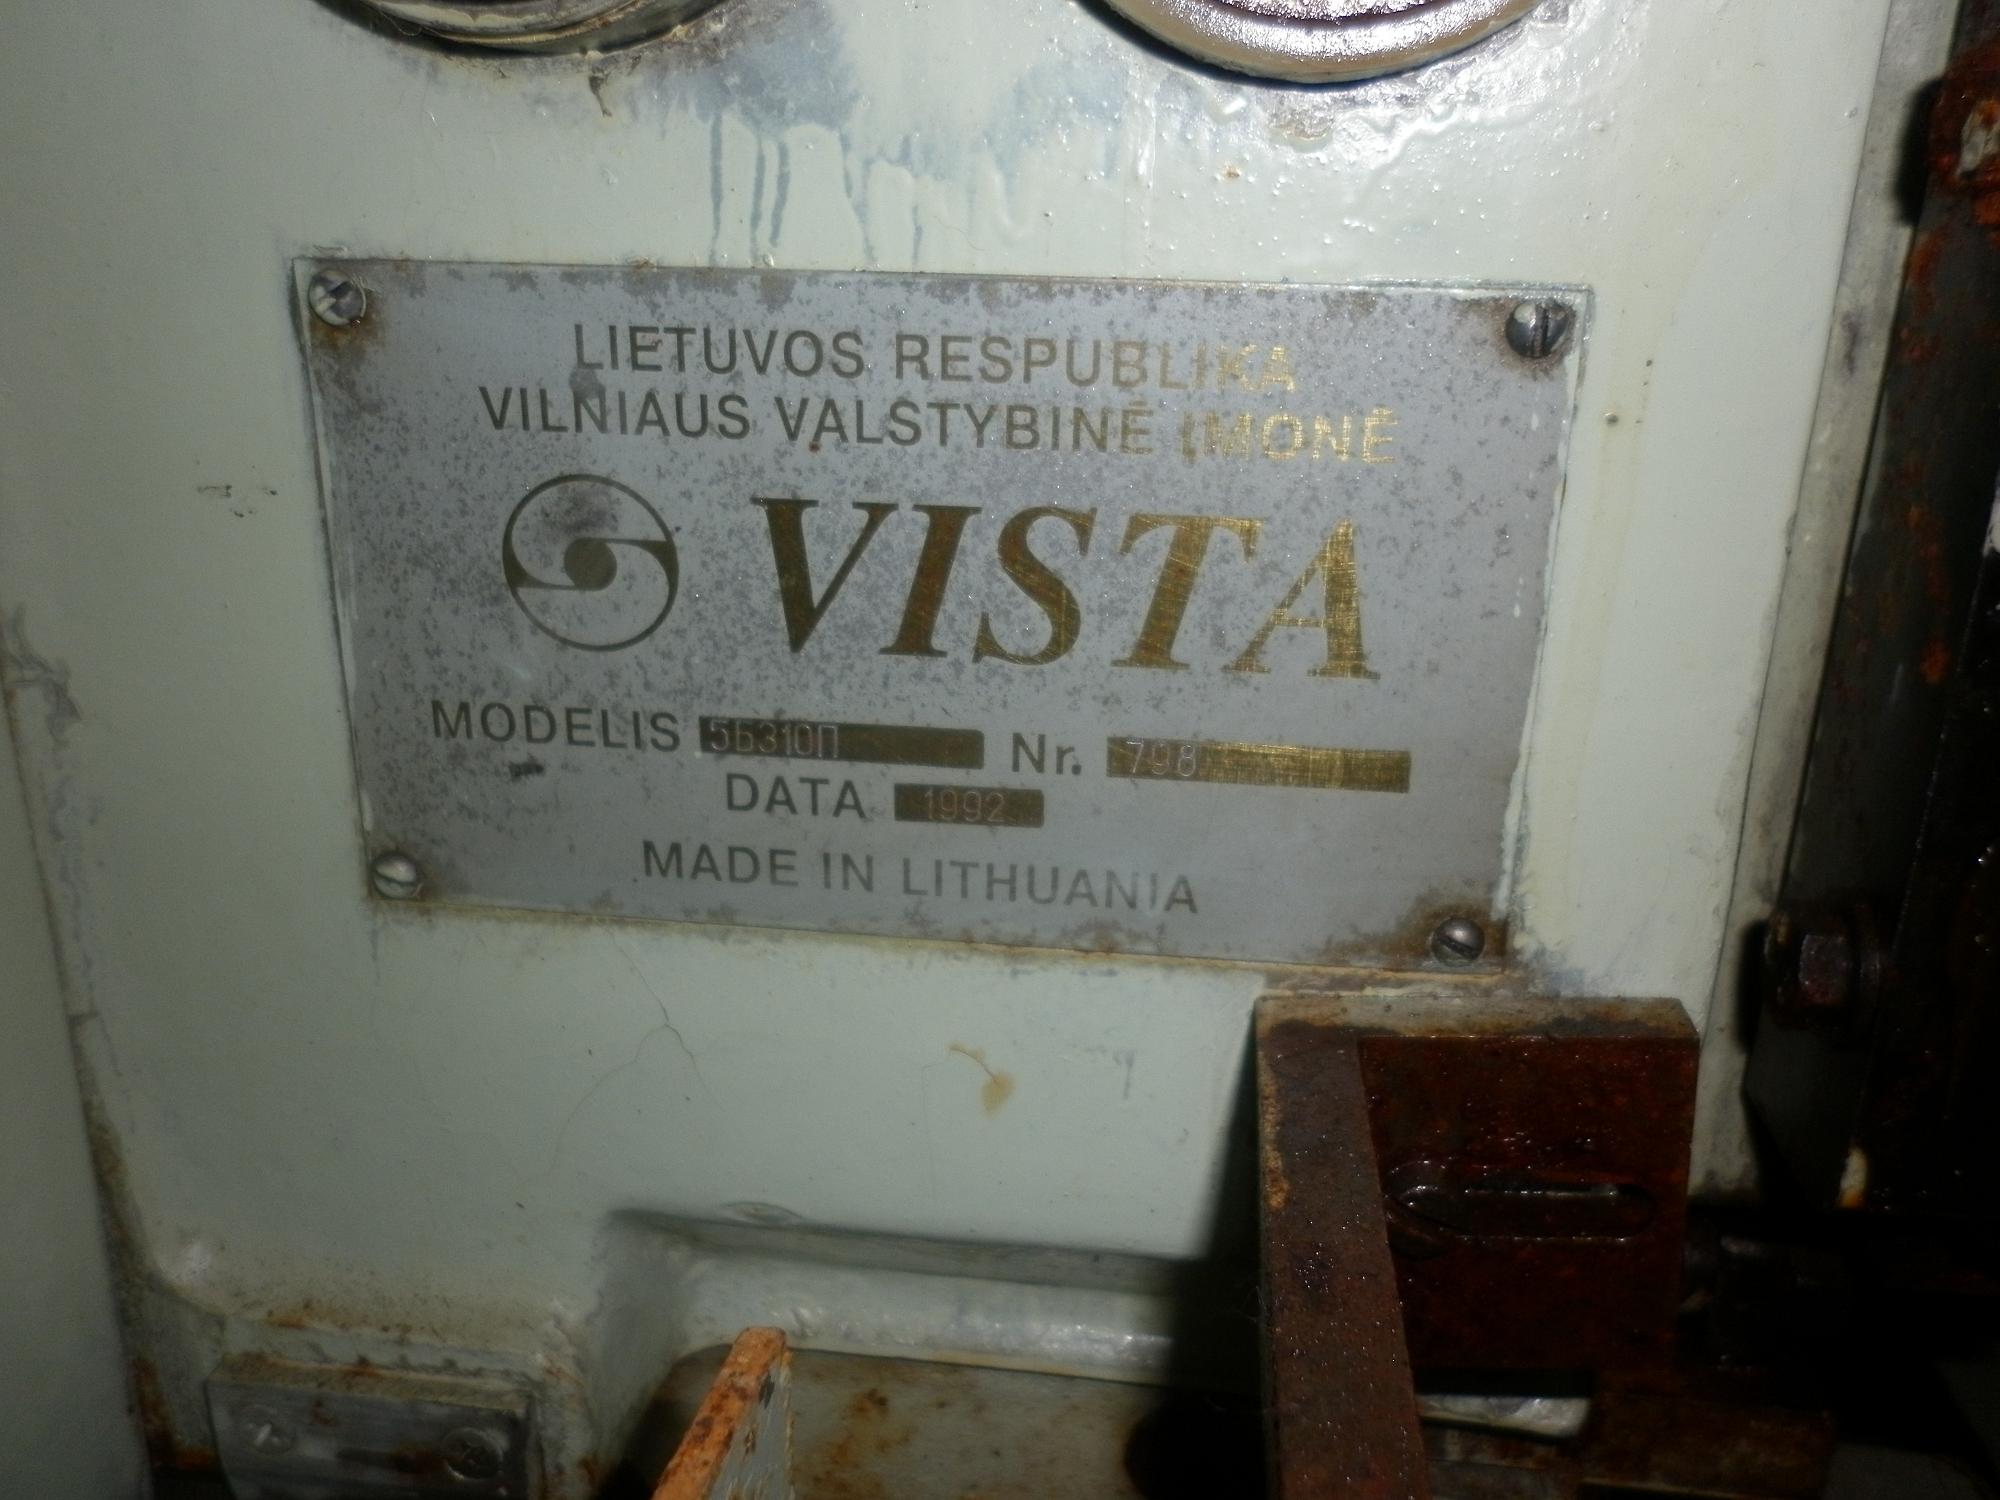 LIETUVOS RESPUBLIKA
VILNIAUS VALSTYBINĖ ĮMONĖ
VISTA
MODELIS 5Б310П Nr. 798
DATA 1992
MADE IN LITHUANIA